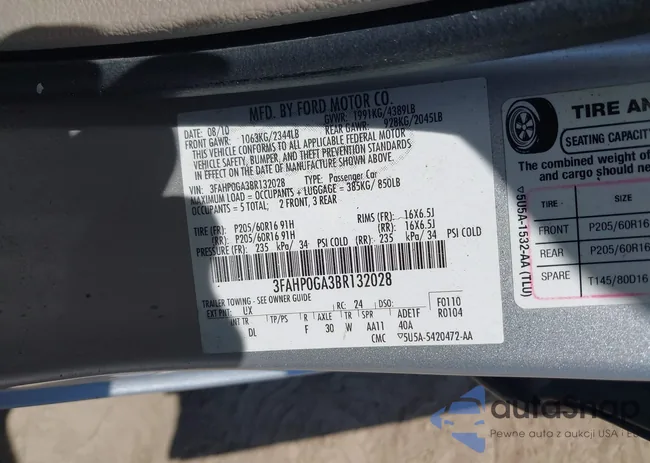 MFD. BY FORD MOTOR CO.
08/10 GVWR: 1991KG/4389LB
FRONT GAWR: 1063KG/2344LB REAR GAWR: 928KG/2045LB
THIS VEHICLE CONFORMS TO ALL APPLICABLE FEDERAL MOTOR
VEHICLE SAFETY, BUMPER, AND THEFT PREVENTION STANDARDS
IN EFFECT ON THE DATE OF MANUFACTURE SHOWN ABOVE.
VIN: 3FAHP0GA3BR132028 TYPE: Passenger Car
MAXIMUM LOAD = OCCUPANTS + LUGGAGE = 385KG/ 850LB
OCCUPANTS = 5 TOTAL; 2 FRONT, 3 REAR
TIRE (FR): P205/60R16 91H RIMS (FR): 16X6.5J
(RR): P205/60R16 91H (RR): 16X6.5J
PRESSURE (FR): 235 kPa/ 34 PSI COLD (RR): 235 kPa/ 34 PSI COLD
3FAHP0GA3BR132028
TRAILER TOWING - SEE OWNER GUIDE
EXT PNT: UX RC: 24 DSO: F0110
INT TR TP/PS R AXLE TR SPR ADE1F R0104
DL F 30 W AA11 40A
CMC ▽5U5A-5420472-AA
TIRE AN
SEATING CAPACITY
The combined weight of
and cargo should ne
TIRE SIZE
FRONT P205/60R16
REAR P205/60R16
SPARE T145/80D16
▽5U5A-1532-AA (TLU)
autoSnap
Pewne auto z aukcji USA i E